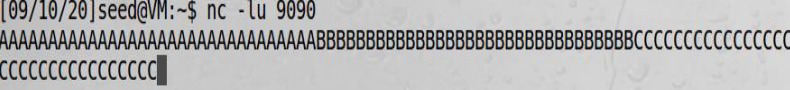 [09/10/20]seed@VM:~$ nc -lu 9090
AAAAAAAAAAAAAAAAAAAAAAAAAAAAAAAABBBBBBBBBBBBBBBBBBBBBBBBBBBBBBBBCCCCCCCCCCCCCCCC
CCCCCCCCCCCCCCCC